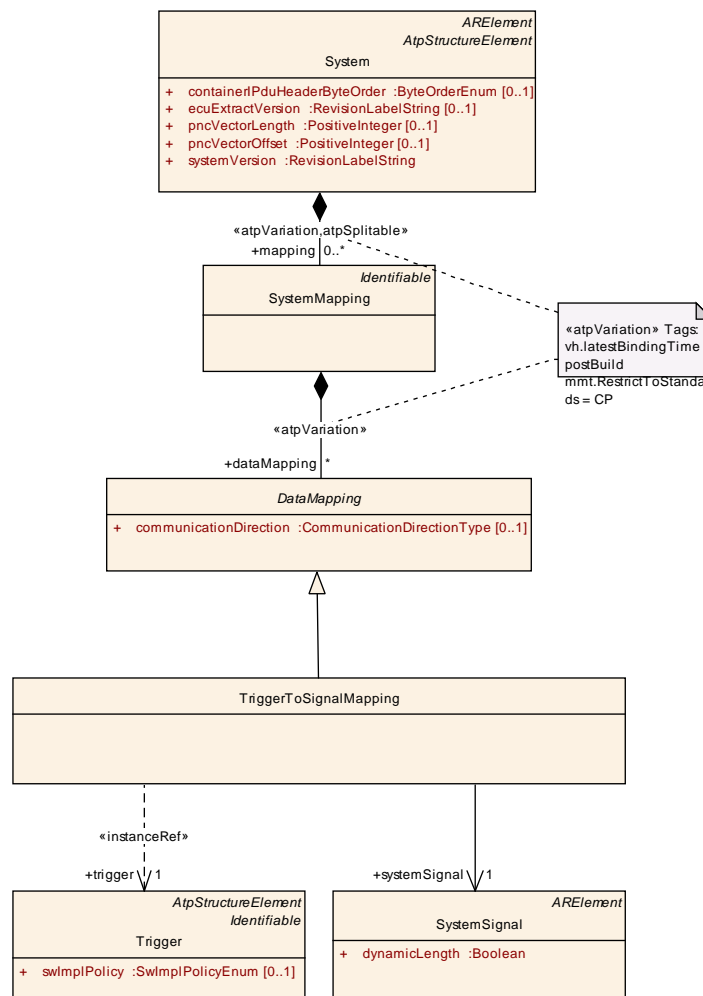 ARElement
AtpStructureElement
System
+ containerIPduHeaderByteOrder :ByteOrderEnum [0..1]
+ ecuExtractVersion :RevisionLabelString [0..1]
+ pncVectorLength :PositiveInteger [0..1]
+ pncVectorOffset :PositiveInteger [0..1]
+ systemVersion :RevisionLabelString
«atpVariation,atpSplitable»
+mapping 0..*
Identifiable
SystemMapping
«atpVariation» Tags:
vh.latestBindingTime
postBuild
mmt.RestrictToStanda
ds = CP
«atpVariation»
+dataMapping *
DataMapping
+ communicationDirection :CommunicationDirectionType [0..1]
TriggerToSignalMapping
«instanceRef»
+trigger 1
+systemSignal 1
AtpStructureElement
Identifiable
Trigger
+ swImplPolicy :SwImplPolicyEnum [0..1]
ARElement
SystemSignal
+ dynamicLength :Boolean